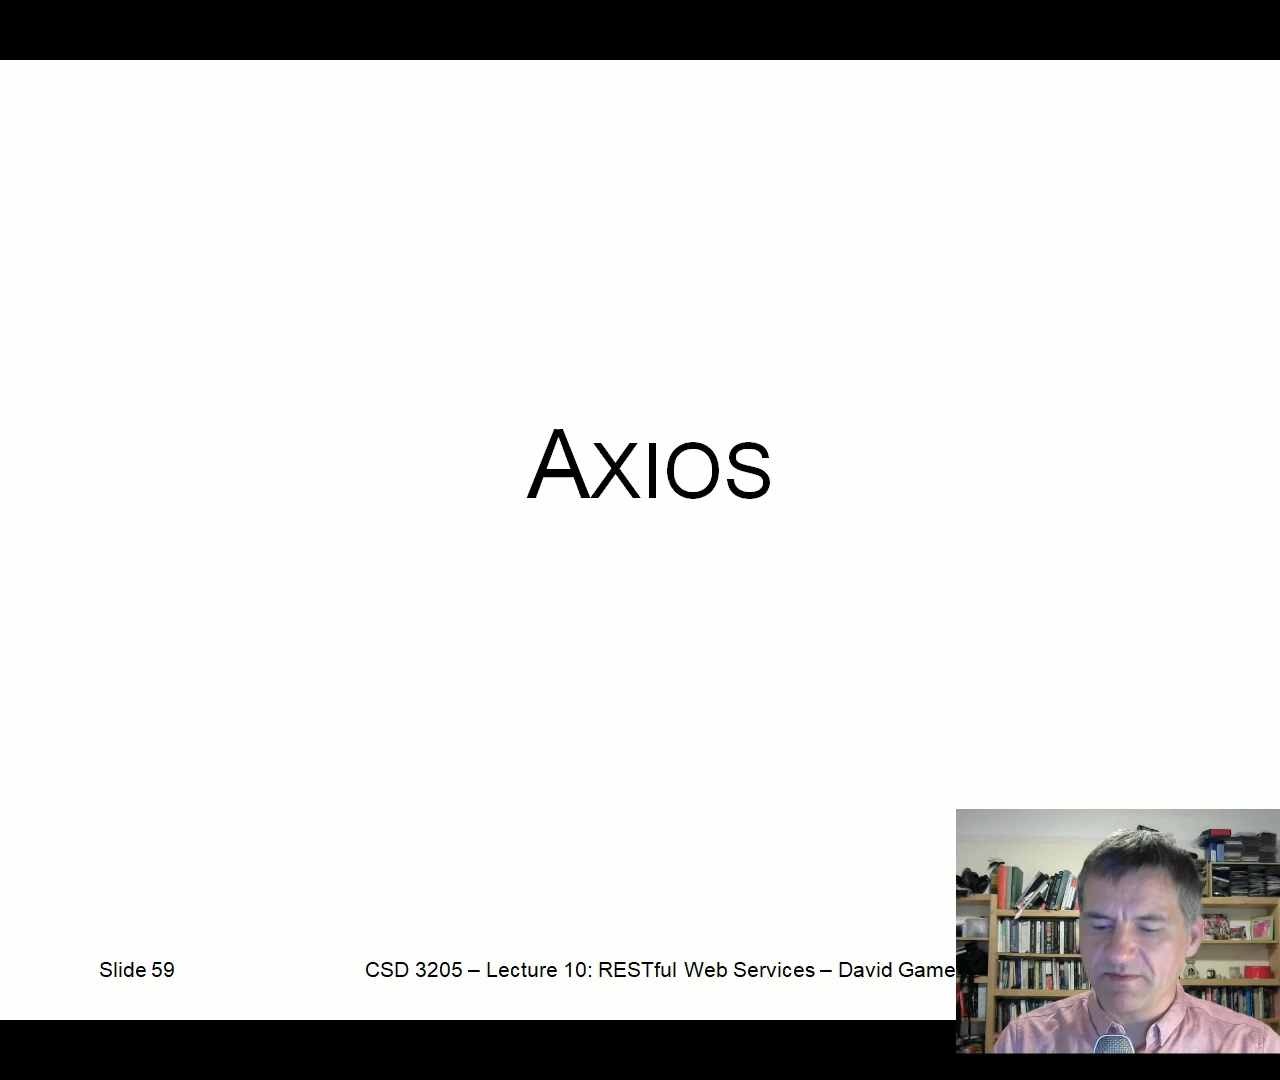 Axios
Slide 59
CSD 3205 – Lecture 10: RESTful Web Services – David Game